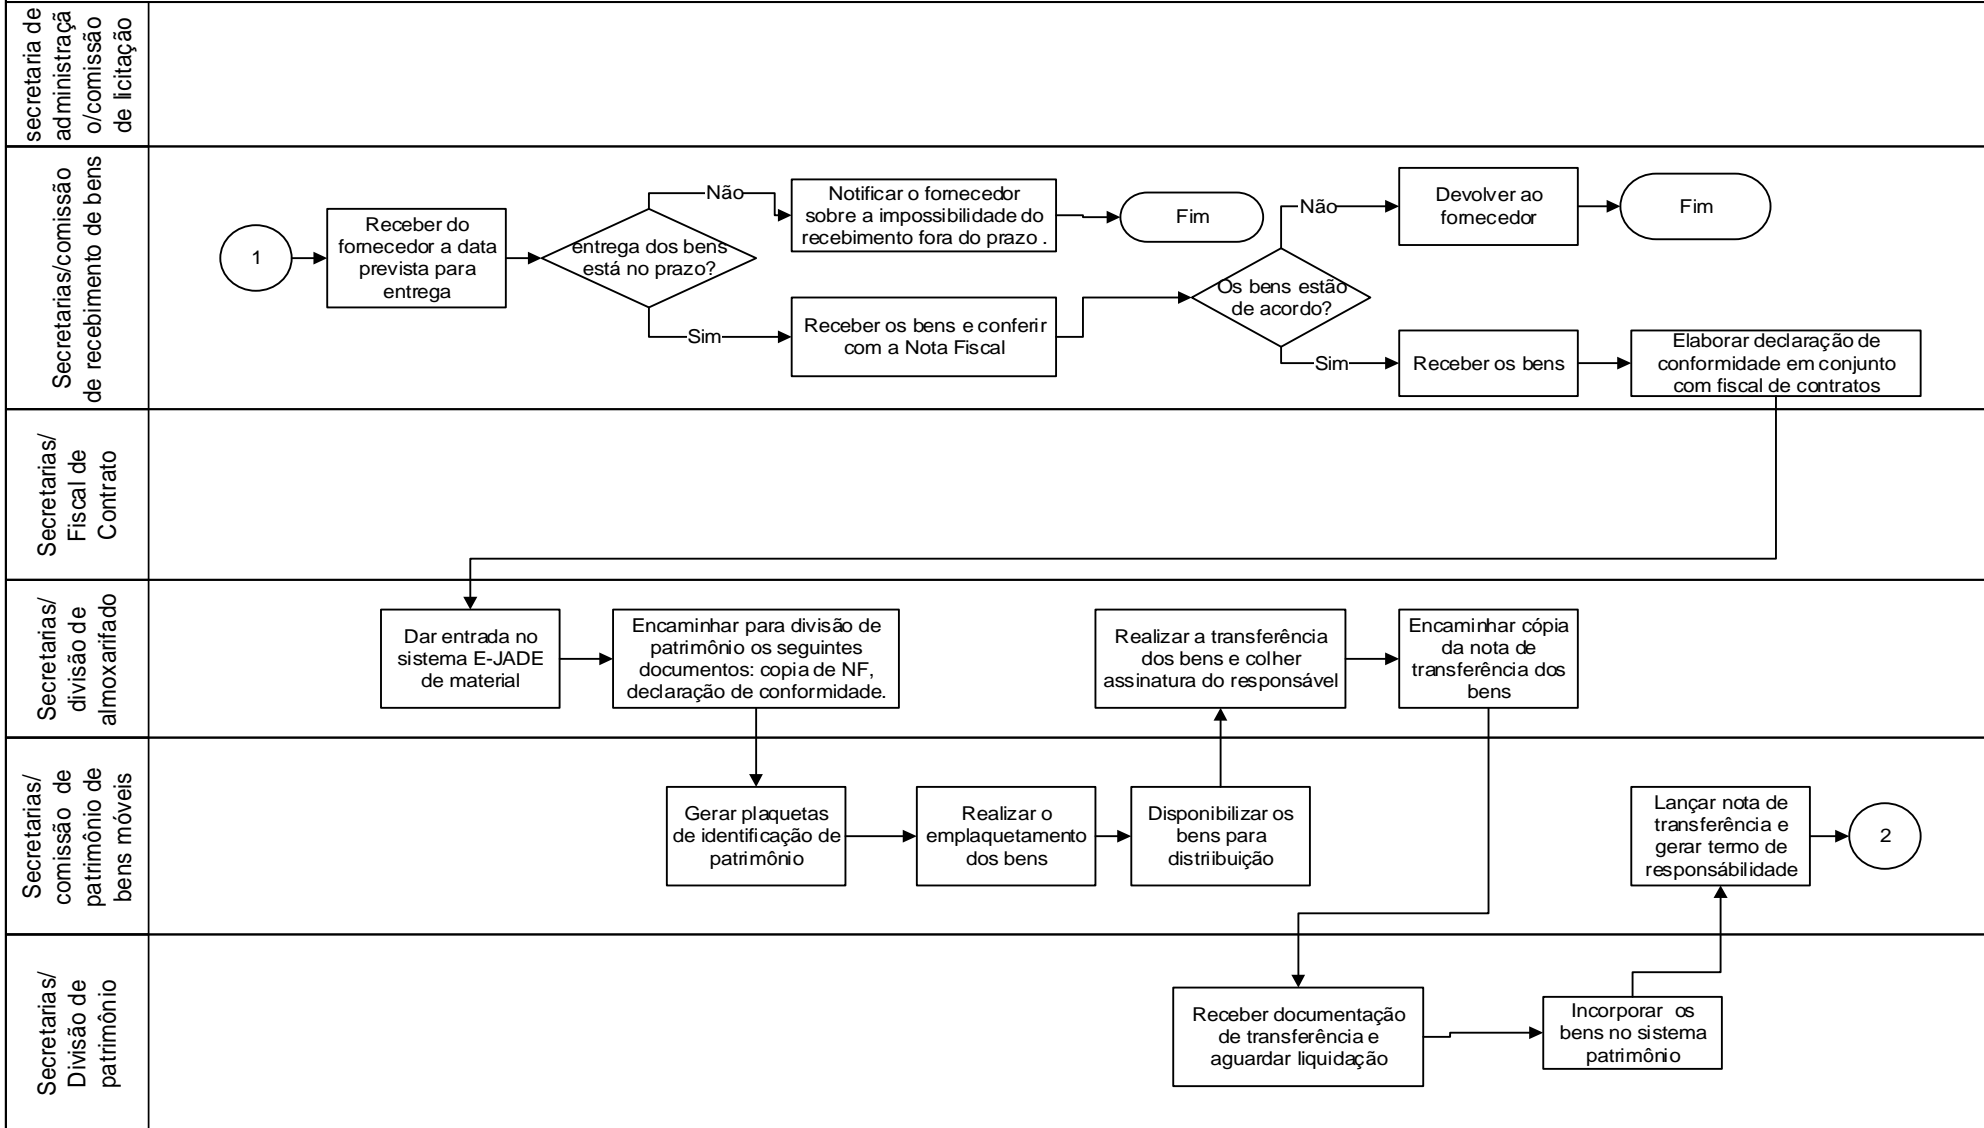 secretaria de
administraçã
o/comissão
de licitação
Secretarias/comissão
de recebimento de bens
1
Receber do
fornecedor a data
prevista para
entrega
entrega dos bens
está no prazo?
Não
Notificar o fornecedor
sobre a impossibilidade do
recebimento fora do prazo .
Fim
Sim
Receber os bens e conferir
com a Nota Fiscal
Os bens estão
de acordo?
Não
Devolver ao
fornecedor
Fim
Sim
Receber os bens
Elaborar declaração de
conformidade em conjunto
com fiscal de contratos
Secretarias/
Fiscal de
Contrato
Secretarias/
divisão de
almoxarifado
Dar entrada no
sistema E-JADE
de material
Encaminhar para divisão de
patrimônio os seguintes
documentos: copia de NF,
declaração de conformidade.
Realizar a transferência
dos bens e colher
assinatura do responsável
Encaminhar cópia
da nota de
transferência dos
bens
Secretarias/
comissão de
patrimônio de
bens móveis
Gerar plaquetas
de identificação de
patrimônio
Realizar o
emplaquetamento
dos bens
Disponibilizar os
bens para
distriibuição
Lançar nota de
transferência e
gerar termo de
responsábilidade
2
Secretarias/
Divisão de
patrimônio
Receber documentação
de transferência e
aguardar liquidação
Incorporar os
bens no sistema
patrimônio